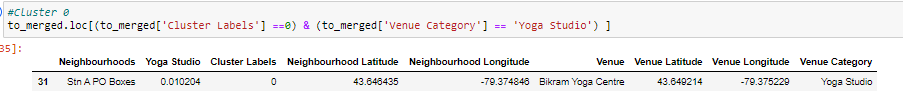 #Cluster 0
to_merged.loc[(to_merged['Cluster Labels'] ==0) & (to_merged['Venue Category'] == 'Yoga Studio') ]
35]:
Neighbourhoods Yoga Studio Cluster Labels Neighbourhood Latitude Neighbourhood Longitude Venue Venue Latitude Venue Longitude Venue Category
31 Stn A PO Boxes 0.010204 0 43.646435 -79.374846 Bikram Yoga Centre 43.649214 -79.375229 Yoga Studio